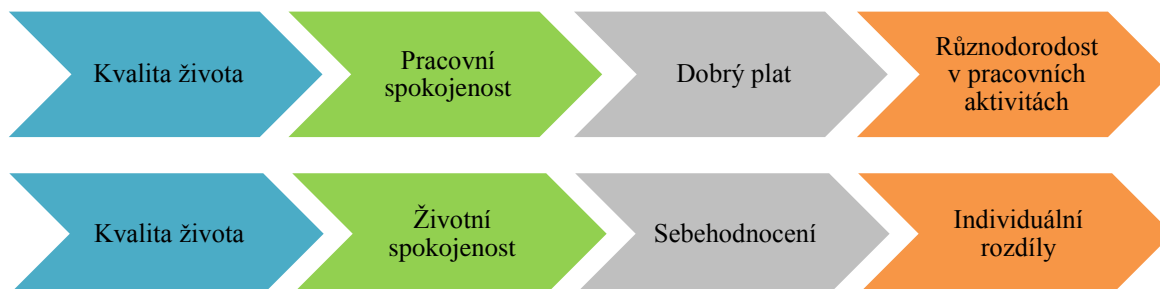 Kvalita života
Pracovní
spokojenost
Dobrý plat
Různodorodost
v pracovních
aktivitách
Kvalita života
Životní
spokojenost
Sebehodnocení
Individuální
rozdíly